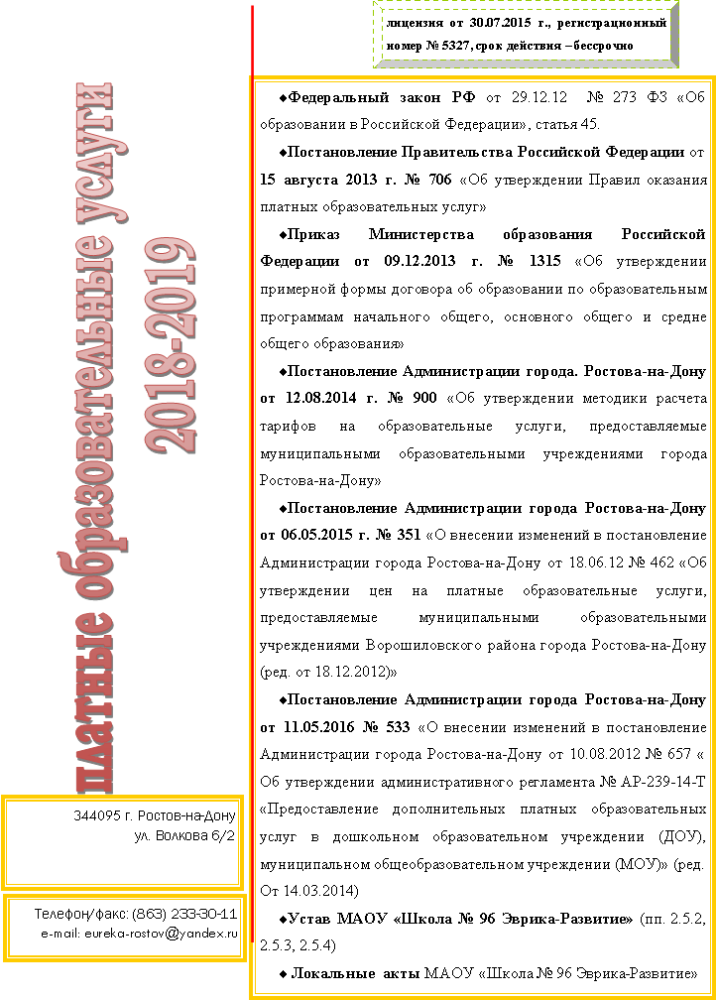 лицензия от 30.07.2015 г., регистрационный
номер № 5327, срок действия – бессрочно
платные образовательные услуги
2018-2019
♦Федеральный закон РФ от 29.12.12 № 273 ФЗ «Об
образовании в Российской Федерации», статья 45.
♦Постановление Правительства Российской Федерации от
15 августа 2013 г. № 706 «Об утверждении Правил оказания
платных образовательных услуг»
♦Приказ Министерства образования Российской
Федерации от 09.12.2013 г. № 1315 «Об утверждении
примерной формы договора об образовании по образовательным
программам начального общего, основного общего и средне
общего образования»
♦Постановление Администрации города. Ростова-на-Дону
от 12.08.2014 г. № 900 «Об утверждении методики расчета
тарифов на образовательные услуги, предоставляемые
муниципальными образовательными учреждениями города
Ростова-на-Дону»
♦Постановление Администрации города Ростова-на-Дону
от 06.05.2015 г. № 351 «О внесении изменений в постановление
Администрации города Ростова-на-Дону от 18.06.12 № 462 «Об
утверждении цен на платные образовательные услуги,
предоставляемые муниципальными образовательными
учреждениями Ворошиловского района города Ростова-на-Дону
(ред. от 18.12.2012)»
♦Постановление Администрации города Ростова-на-Дону
от 11.05.2016 № 533 «О внесении изменений в постановление
Администрации города Ростова-на-Дону от 10.08.2012 № 657 «
Об утверждении административного регламента № АР-239-14-Т
«Предоставление дополнительных платных образовательных
услуг в дошкольном образовательном учреждении (ДОУ),
муниципальном общеобразовательном учреждении (МОУ)» (ред.
От 14.03.2014)
♦Устав МАОУ «Школа № 96 Эврика-Развитие» (пп. 2.5.2,
2.5.3, 2.5.4)
♦ Локальные акты МАОУ «Школа № 96 Эврика-Развитие»
344095 г. Ростов-на-Дону
ул. Волкова 6/2
Телефон/факс: (863) 233-30-11
e-mail: eureka-rostov@yandex.ru